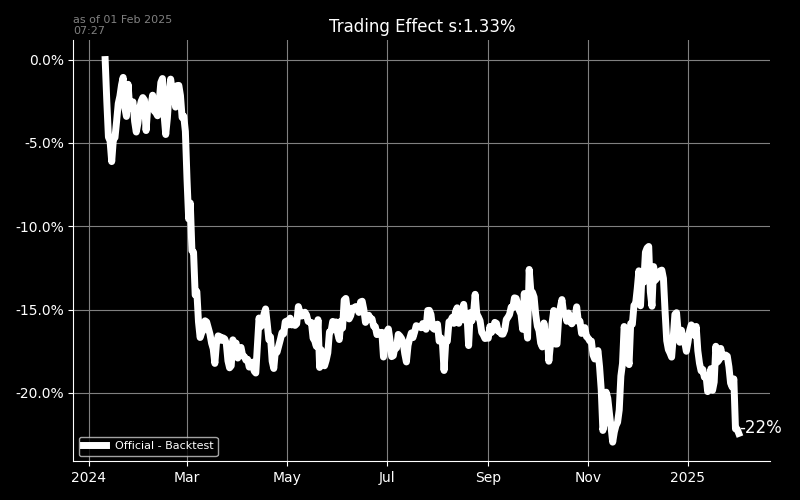 as of 01 Feb 2025
07:27
Trading Effect s:1.33%
0.0%
-5.0%
-10.0%
-15.0%
-20.0%
-22%
Official - Backtest
2024 Mar May Jul Sep Nov 2025